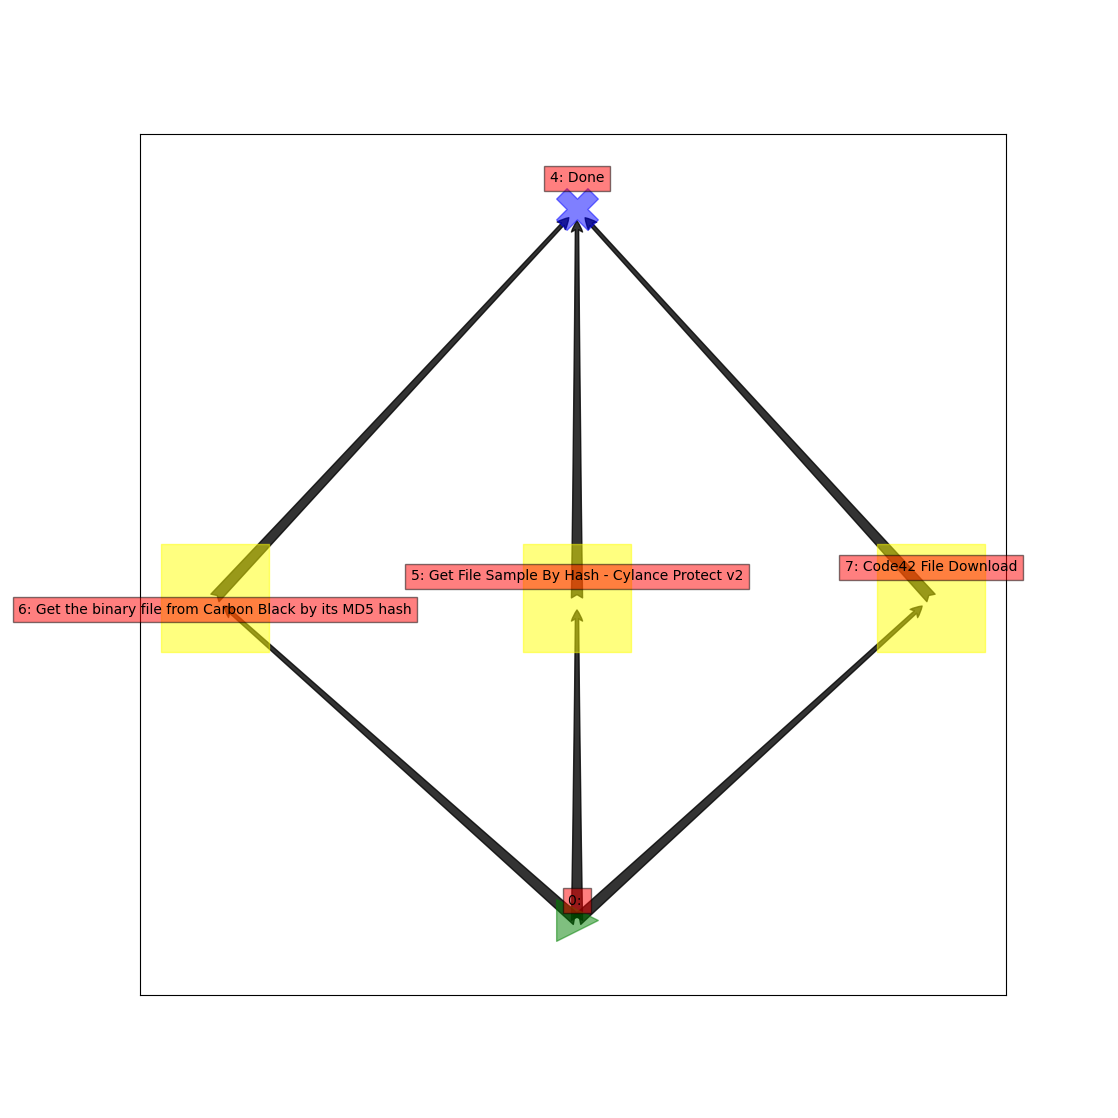 4: Done
7: Code42 File Download
5: Get File Sample By Hash - Cylance Protect v2
6: Get the binary file from Carbon Black by its MD5 hash
0: